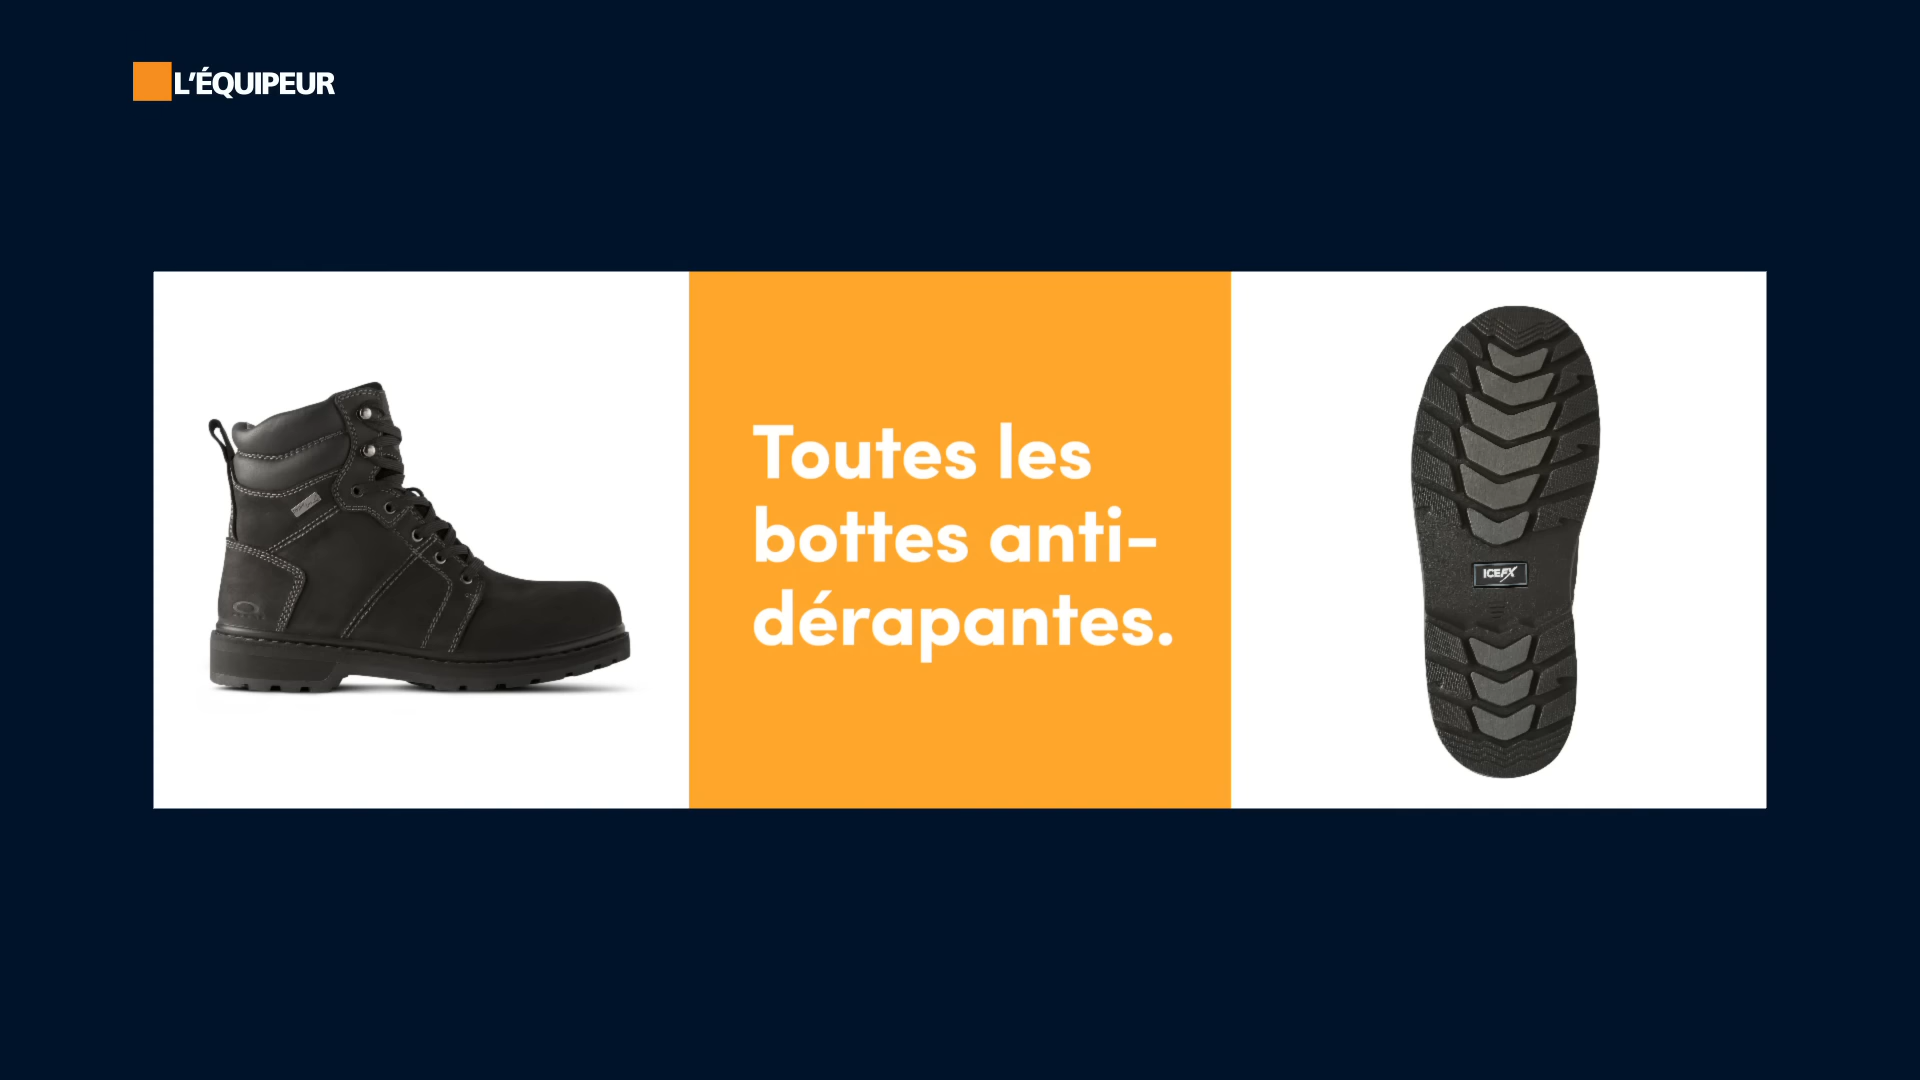 L'ÉQUIPEUR
Toutes les
bottes anti-
dérapantes.
ICEFX